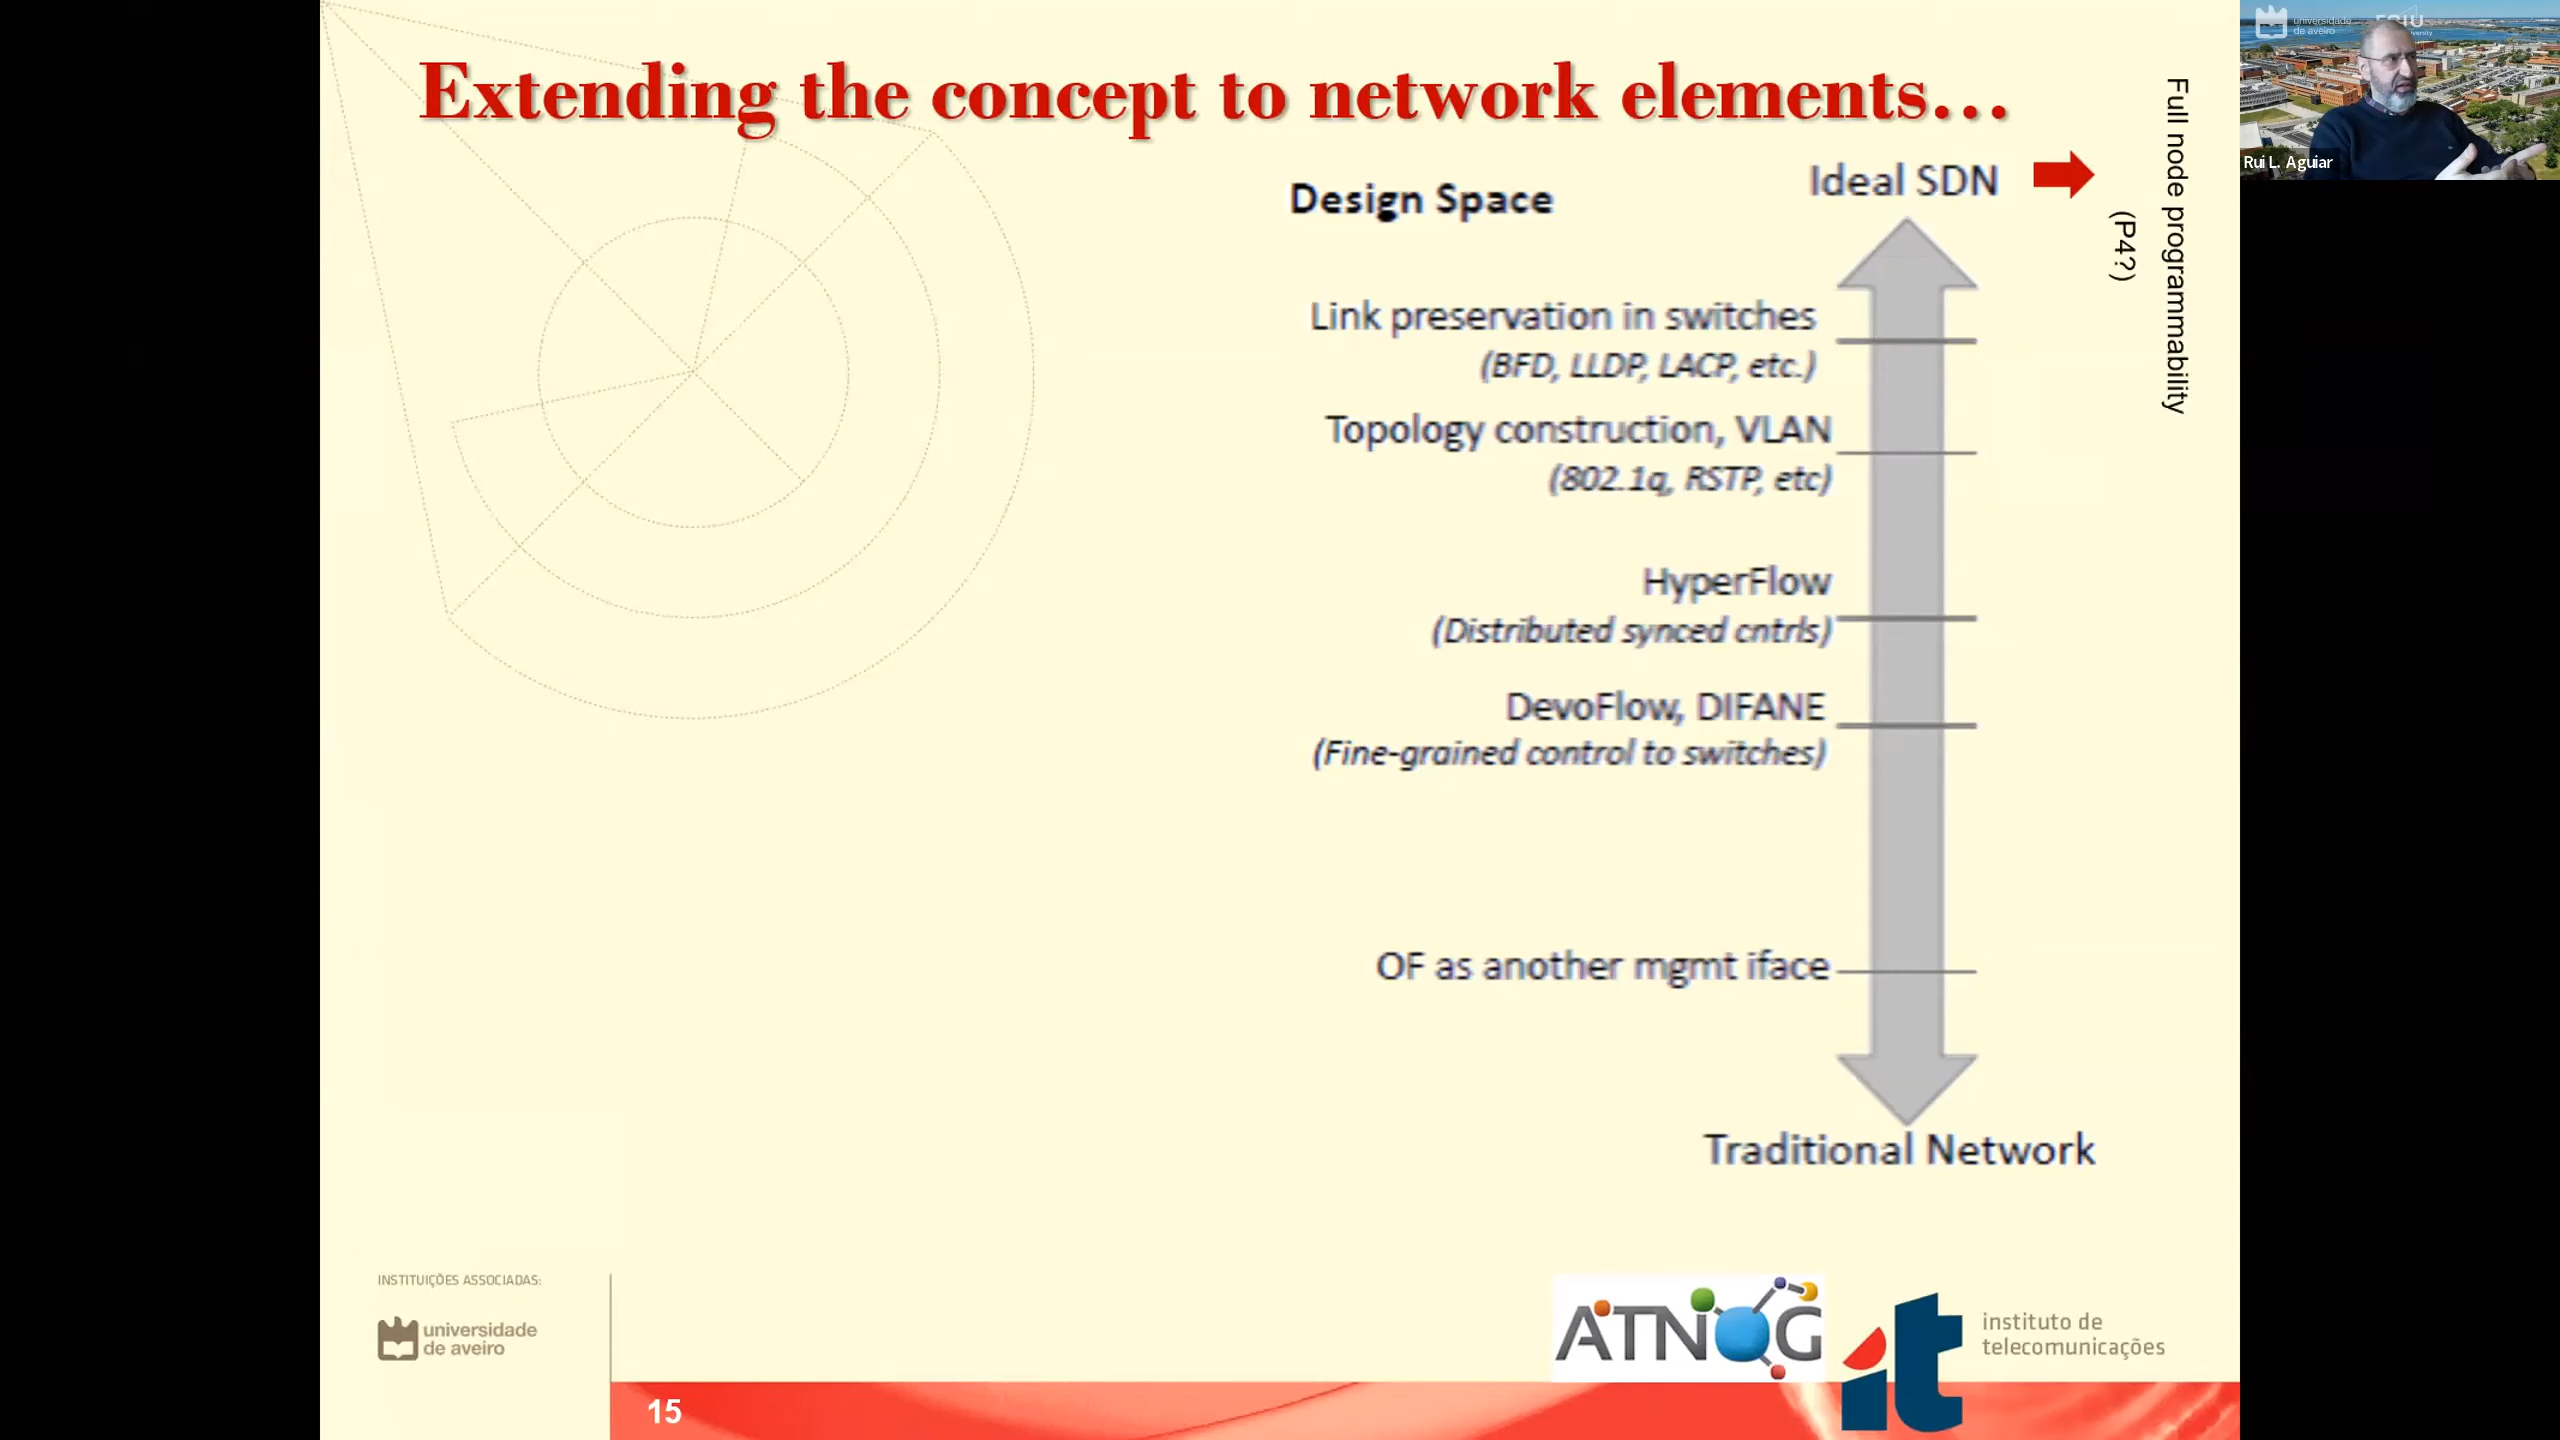 Extending the concept to network elements…
Design Space
Ideal SDN
Full node programmability
(P4?)
Link preservation in switches
(BFD, LLDP, LACP, etc.)
Topology construction, VLAN
(802.1q, RSTP, etc)
HyperFlow
(Distributed synced cntrls)
DevoFlow, DIFANE
(Fine-grained control to switches)
OF as another mgmt iface
Traditional Network
INSTITUIÇÕES ASSOCIADAS:
universidade
de aveiro
ATNOG
it
instituto de
telecomunicações
15
universidade
de aveiro
Rui L. Aguiar